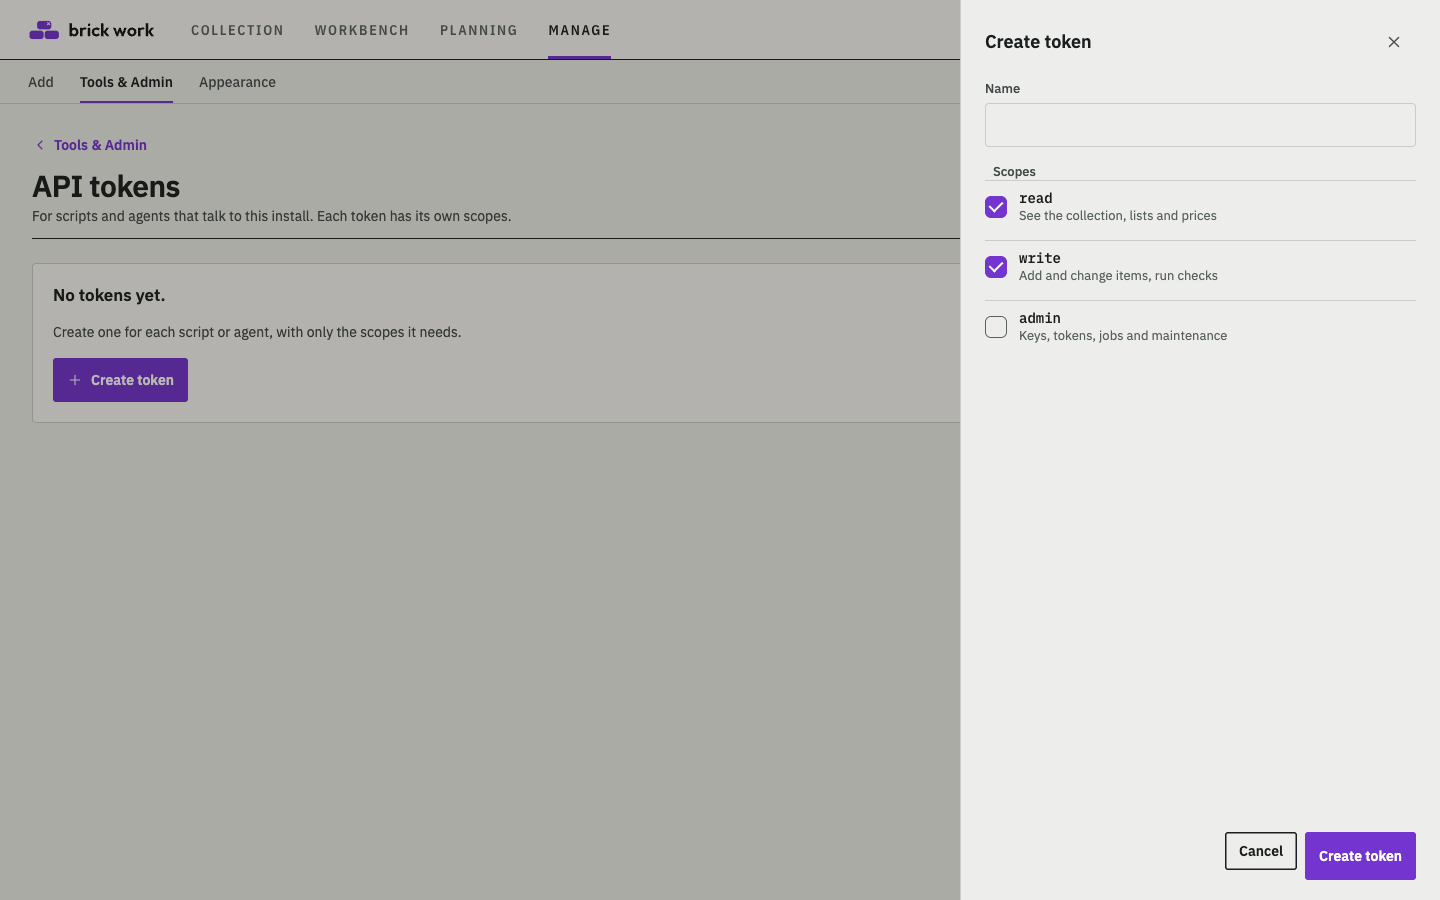 brick work
COLLECTION
WORKBENCH
PLANNING
MANAGE
Add
Tools & Admin
Appearance
Tools & Admin
API tokens
For scripts and agents that talk to this install. Each token has its own scopes.
No tokens yet.
Create one for each script or agent, with only the scopes it needs.
Create token
Create token
Name
Scopes
read
See the collection, lists and prices
write
Add and change items, run checks
admin
Keys, tokens, jobs and maintenance
Cancel
Create token